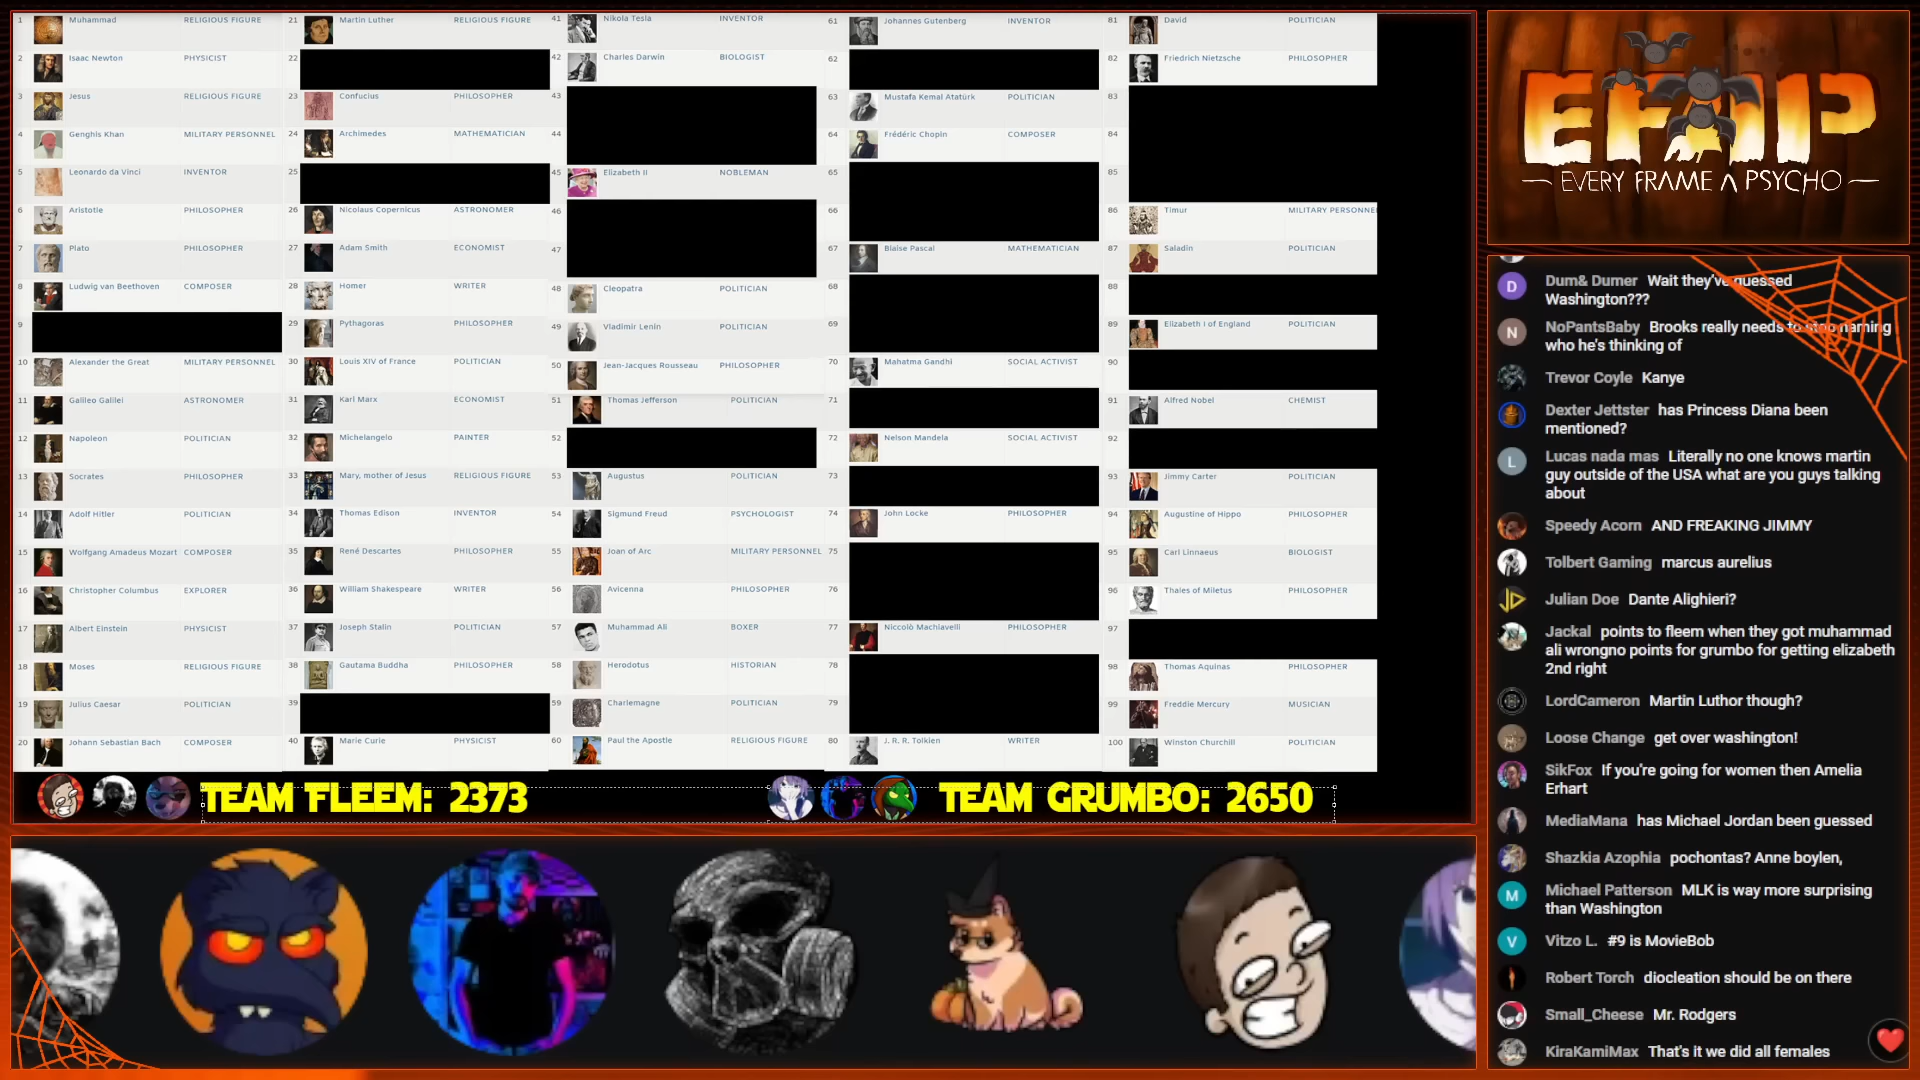 1 Muhammad RELIGIOUS FIGURE
2 Isaac Newton PHYSICIST
3 Jesus RELIGIOUS FIGURE
4 Genghis Khan MILITARY PERSONNEL
5 Leonardo da Vinci INVENTOR
6 Aristotle PHILOSOPHER
7 Plato PHILOSOPHER
8 Ludwig van Beethoven COMPOSER
9
10 Alexander the Great MILITARY PERSONNEL
11 Galileo Galilei ASTRONOMER
12 Napoleon POLITICIAN
13 Socrates PHILOSOPHER
14 Adolf Hitler POLITICIAN
15 Wolfgang Amadeus Mozart COMPOSER
16 Christopher Columbus EXPLORER
17 Albert Einstein PHYSICIST
18 Moses RELIGIOUS FIGURE
19 Julius Caesar POLITICIAN
20 Johann Sebastian Bach COMPOSER
21 Martin Luther RELIGIOUS FIGURE
22
23 Confucius PHILOSOPHER
24 Archimedes MATHEMATICIAN
25
26 Nicolaus Copernicus ASTRONOMER
27 Adam Smith ECONOMIST
28 Homer WRITER
29 Pythagoras PHILOSOPHER
30 Louis XIV of France POLITICIAN
31 Karl Marx ECONOMIST
32 Michelangelo PAINTER
33 Mary, mother of Jesus RELIGIOUS FIGURE
34 Thomas Edison INVENTOR
35 René Descartes PHILOSOPHER
36 William Shakespeare WRITER
37 Joseph Stalin POLITICIAN
38 Gautama Buddha PHILOSOPHER
39
40 Marie Curie PHYSICIST
41 Nikola Tesla INVENTOR
42 Charles Darwin BIOLOGIST
43
44
45 Elizabeth II NOBLEMAN
46
47
48 Cleopatra POLITICIAN
49 Vladimir Lenin POLITICIAN
50 Jean-Jacques Rousseau PHILOSOPHER
51 Thomas Jefferson POLITICIAN
52
53 Augustus POLITICIAN
54 Sigmund Freud PSYCHOLOGIST
55 Joan of Arc MILITARY PERSONNEL
56 Avicenna PHILOSOPHER
57 Muhammad Ali BOXER
58 Herodotus HISTORIAN
59 Charlemagne POLITICIAN
60 Paul the Apostle RELIGIOUS FIGURE
61 Johannes Gutenberg INVENTOR
62
63 Mustafa Kemal Atatürk POLITICIAN
64 Frédéric Chopin COMPOSER
65
66
67 Blaise Pascal MATHEMATICIAN
68
69
70 Mahatma Gandhi SOCIAL ACTIVIST
71
72 Nelson Mandela SOCIAL ACTIVIST
73
74 John Locke PHILOSOPHER
75
76
77 Niccolò Machiavelli PHILOSOPHER
78
79
80 J. R. R. Tolkien WRITER
81 David POLITICIAN
82 Friedrich Nietzsche PHILOSOPHER
83
84
85
86 Timur MILITARY PERSONNE
87 Saladin POLITICIAN
88
89 Elizabeth I of England POLITICIAN
90
91 Alfred Nobel CHEMIST
92
93 Jimmy Carter POLITICIAN
94 Augustine of Hippo PHILOSOPHER
95 Carl Linnaeus BIOLOGIST
96 Thales of Miletus PHILOSOPHER
97
98 Thomas Aquinas PHILOSOPHER
99 Freddie Mercury MUSICIAN
100 Winston Churchill POLITICIAN
TEAM FLEEM: 2373
TEAM GRUMBO: 2650
EFAP
EVERY FRAME A PSYCHO
D Dum& Dumer Wait they've guessed
Washington???
N NoPantsBaby Brooks really needs to stop naming
who he's thinking of
Trevor Coyle Kanye
Dexter Jettster has Princess Diana been
mentioned?
L Lucas nada mas Literally no one knows martin
guy outside of the USA what are you guys talking
about
Speedy Acorn AND FREAKING JIMMY
Tolbert Gaming marcus aurelius
Julian Doe Dante Alighieri?
Jackal points to fleem when they got muhammad
ali wrongno points for grumbo for getting elizabeth
2nd right
LordCameron Martin Luthor though?
Loose Change get over washington!
SikFox If you're going for women then Amelia
Erhart
MediaMana has Michael Jordan been guessed
Shazkia Azophia pochontas? Anne boylen,
M Michael Patterson MLK is way more surprising
than Washington
V Vitzo L. #9 is MovieBob
Robert Torch diocleation should be on there
Small_Cheese Mr. Rodgers
KiraKamiMax That's it we did all females